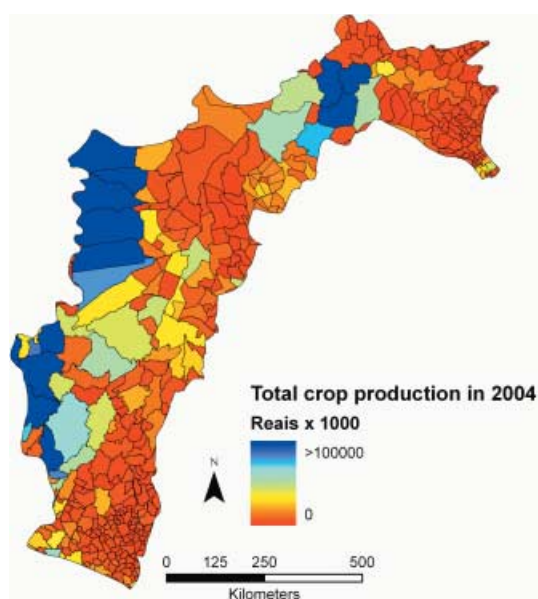 Total crop production in 2004
Reais x 1000
>100000
0
N
0 125 250 500
Kilometers